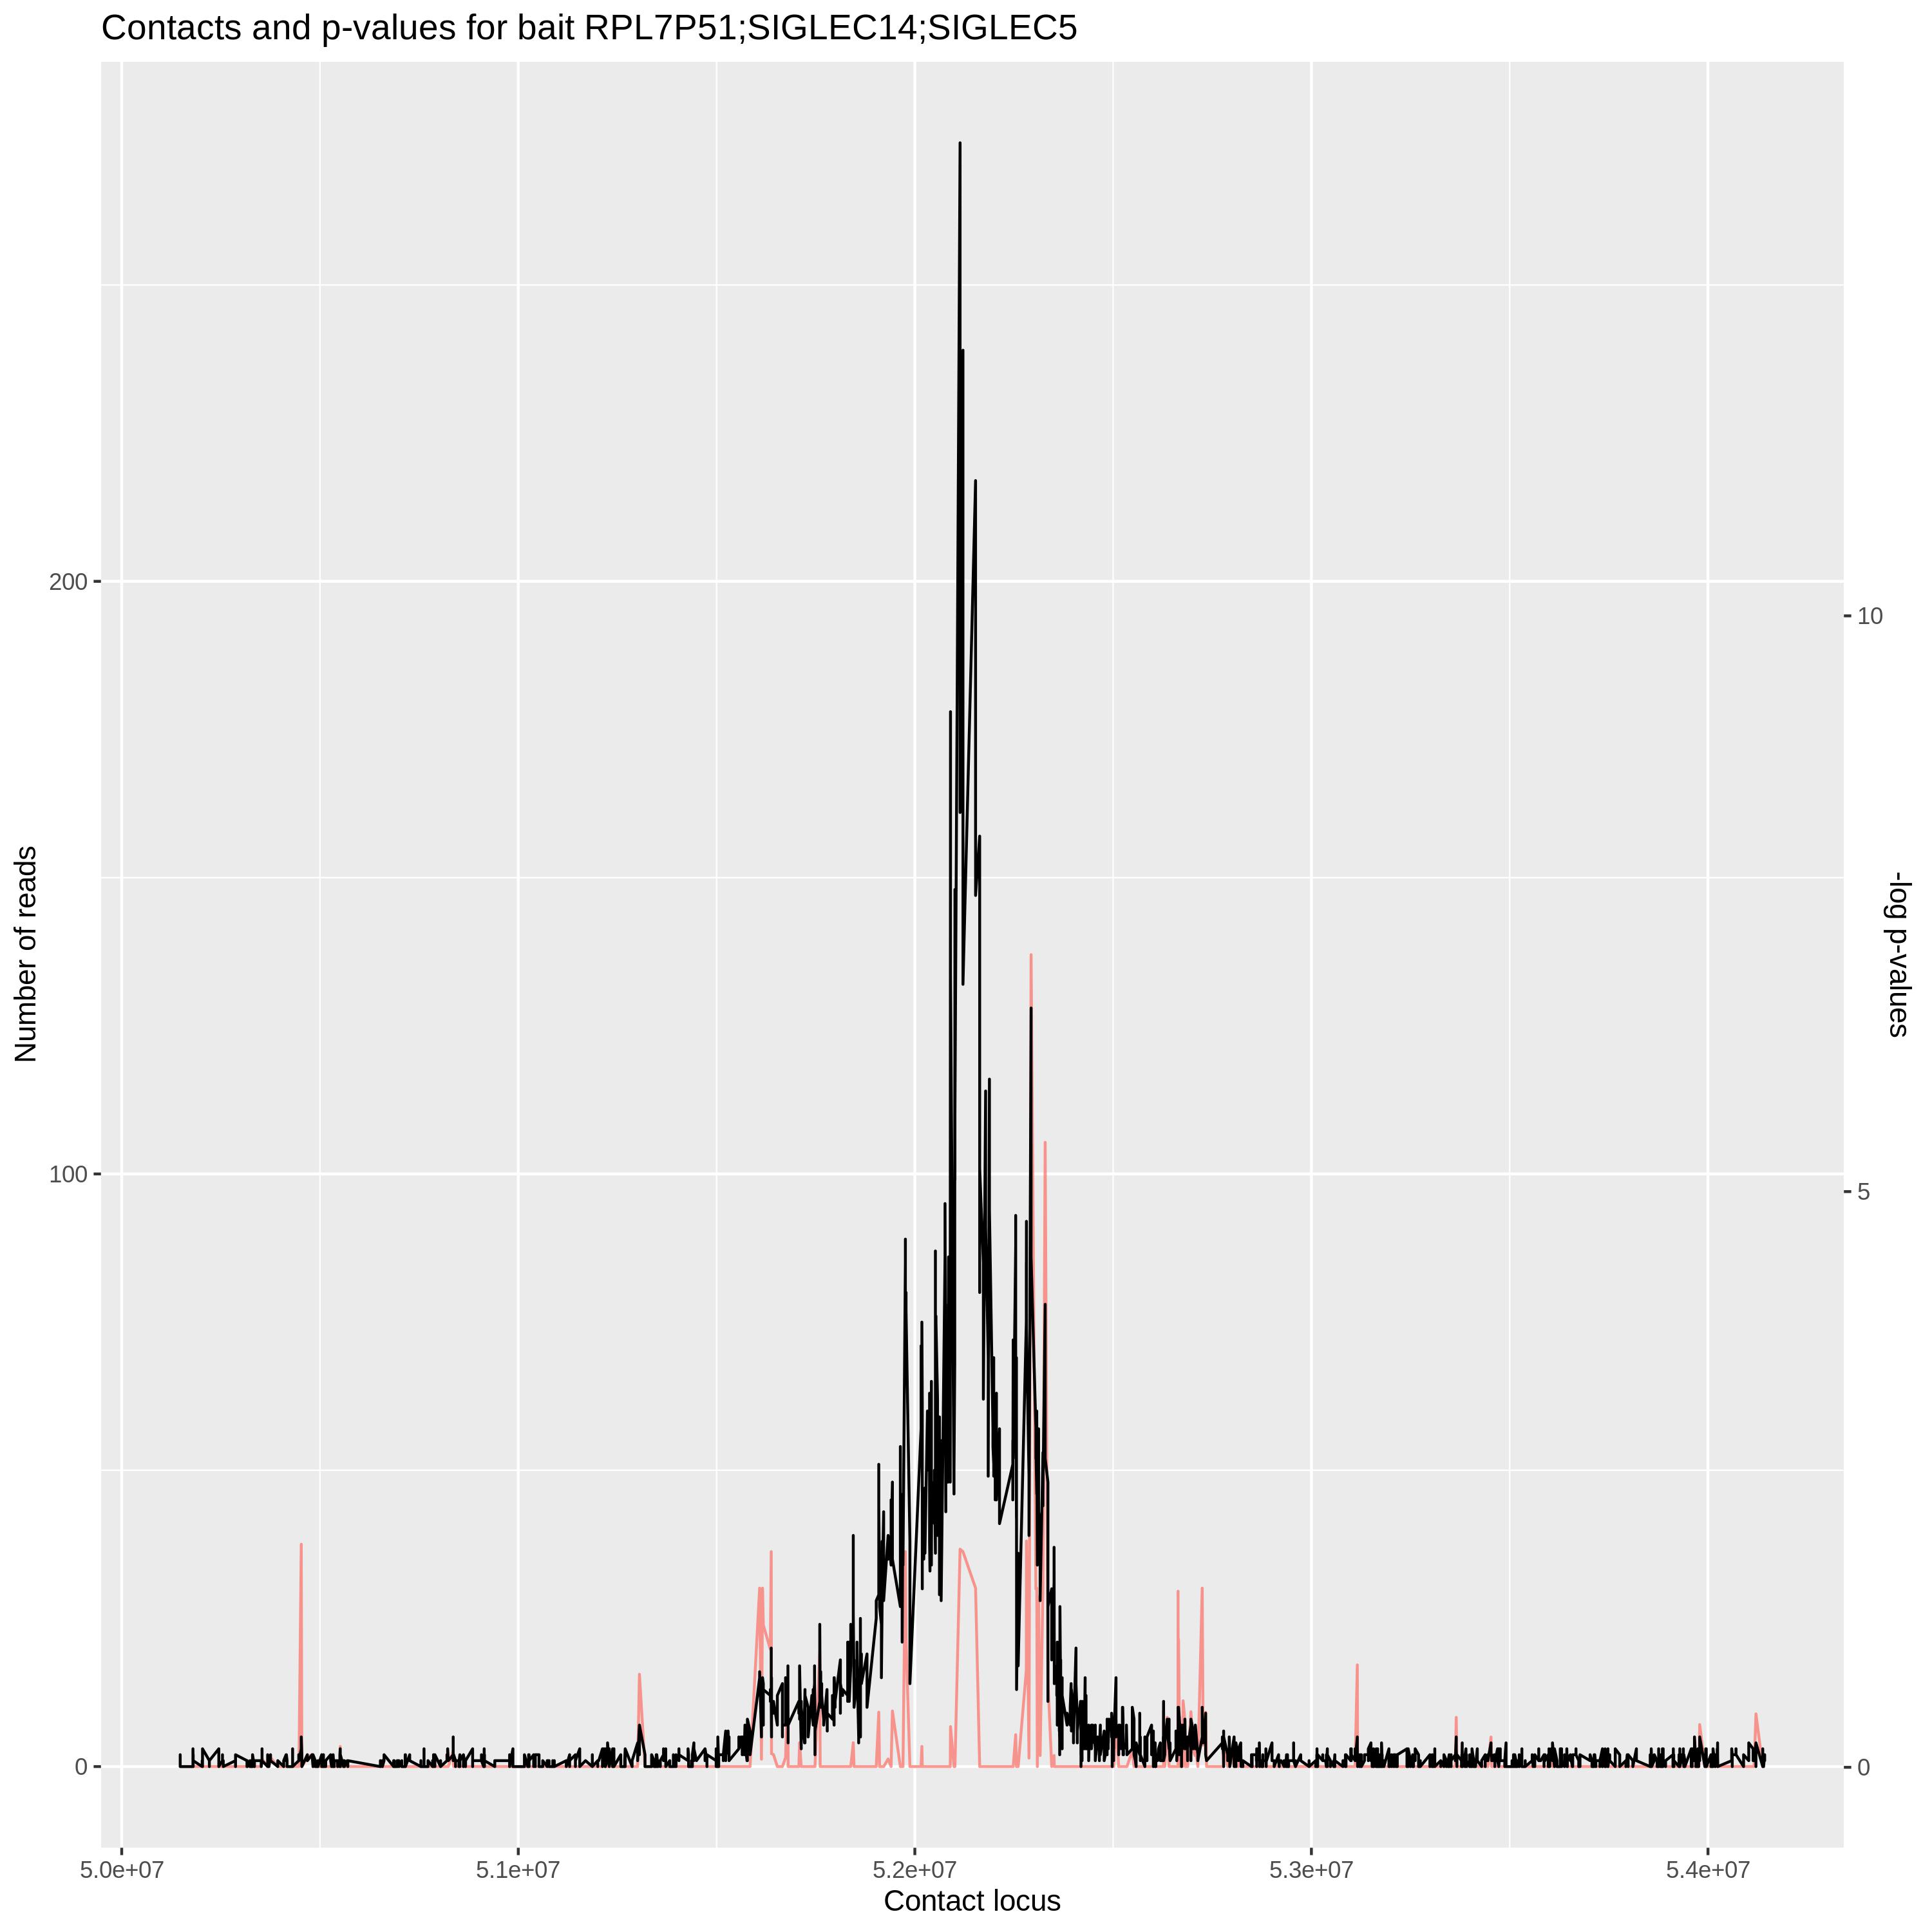 Contacts and p-values for bait RPL7P51;SIGLEC14;SIGLEC5
Number of reads
200
100
0
-log p-values
10
5
0
5.0e+07
5.1e+07
5.2e+07
5.3e+07
5.4e+07
Contact locus